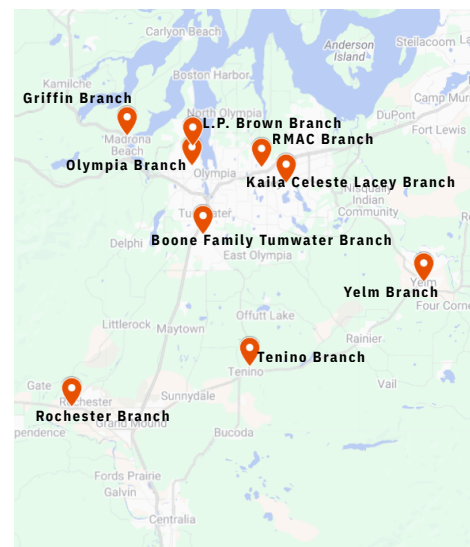 Carlyon Beach
Anderson
Island
Steilacoom
Boston Harbor
Kamilche
Griffin Branch
Camp Mur
North Olympia
DuPont
L.P. Brown Branch
Fort Lewis
RMAC Branch
Madrona
Beach
Olympia Branch
Olympia
Kaila Celeste Lacey Branch
Nisqually
Indian
Community
Tumwater
Delphi
Boone Family Tumwater Branch
East Olympia
Yelm
Yelm Branch
Four Corne
Offutt Lake
Littlerock
Maytown
Rainier
Tenino Branch
Tenino
Vail
Gate
Rochester
Sunnydale
Rochester Branch
Grand Mound
pendence
Bucoda
Fords Prairie
Galvin
Centralia